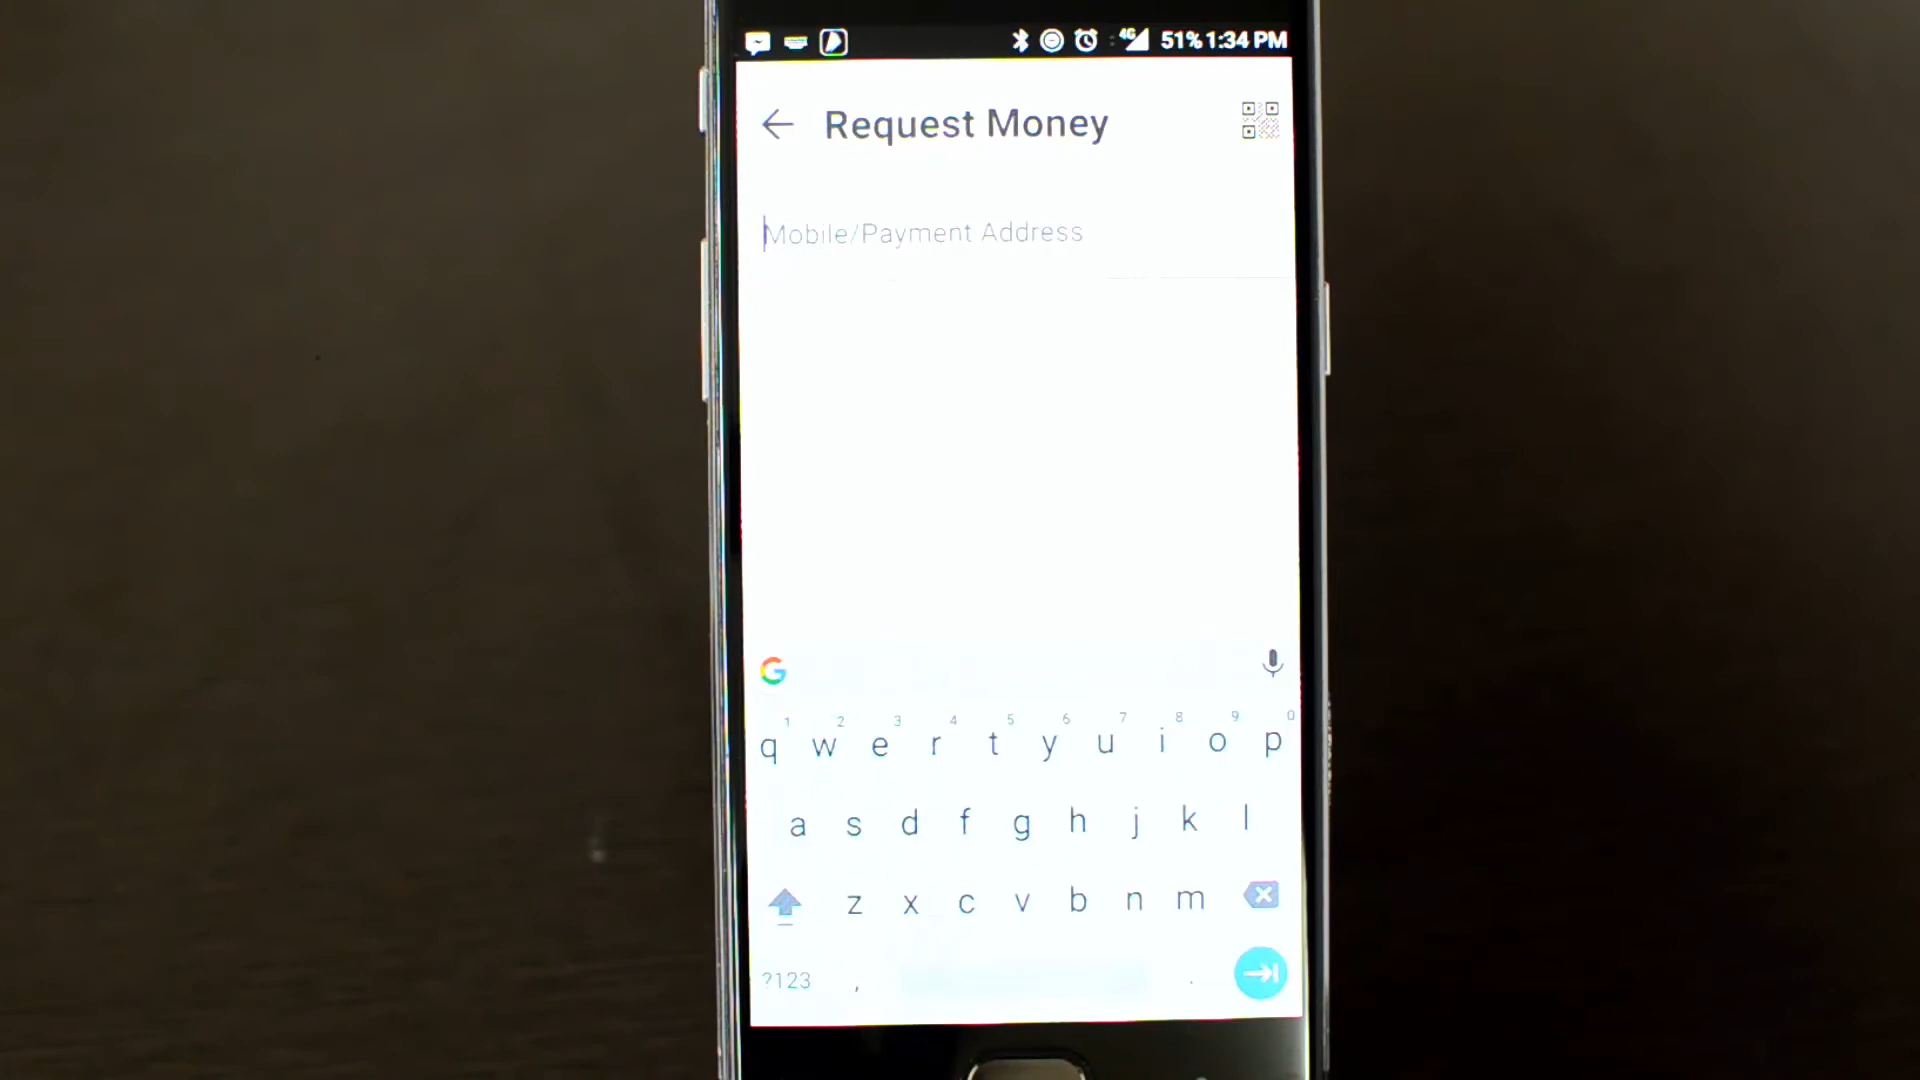 4G 51% 1:34 PM
Request Money
Mobile/Payment Address
G
1 2 3 4 5 6 7 8 9 0
q w e r t y u i o p
a s d f g h j k l
z x c v b n m
?123 , .